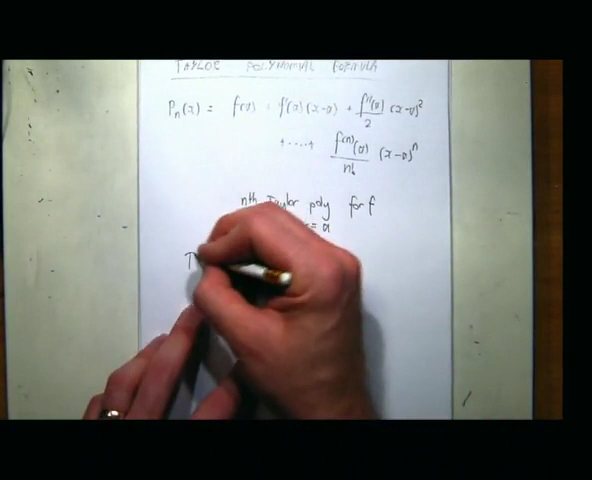 TAYLOR POLYNOMIAL FORMULA
Pn(x) = f(a) + f'(a)(x-a) + f''(a)/2 (x-a)²
+ ..... + f⁽ⁿ⁾(a)/n! (x-a)ⁿ
nth Taylor poly for f
= a
T